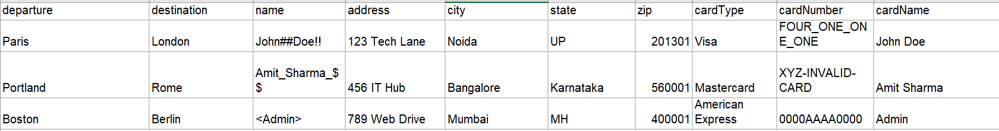 departure destination name address city state zip cardType cardNumber cardName
Paris London John##Doe!! 123 Tech Lane Noida UP 201301 Visa FOUR_ONE_ON
E_ONE John Doe
Portland Rome Amit_Sharma_$
$ 456 IT Hub Bangalore Karnataka 560001 Mastercard XYZ-INVALID-
CARD Amit Sharma
Boston Berlin <Admin> 789 Web Drive Mumbai MH 400001 American
Express 0000AAAA0000 Admin